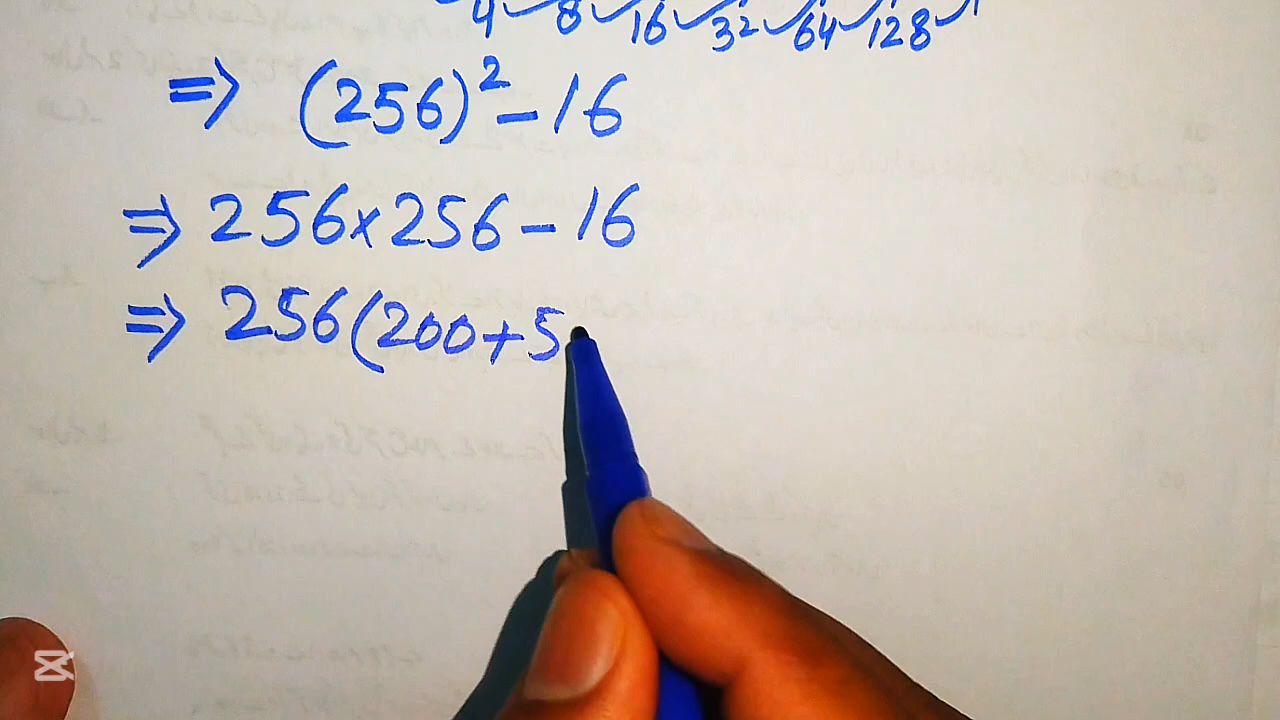 4 8 16 32 64 128
=> (256)² - 16
=> 256×256 - 16
=> 256(200+5